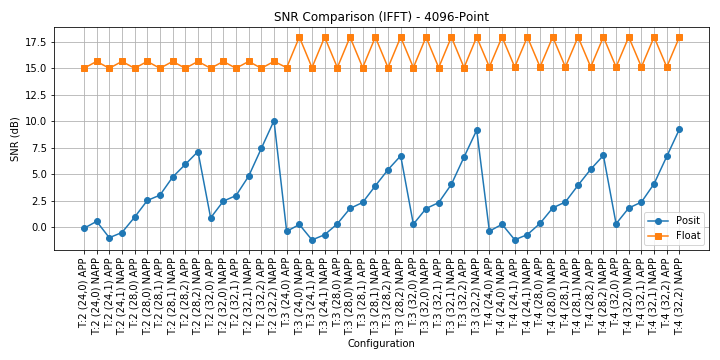 SNR Comparison (IFFT) - 4096-Point
17.5
15.0
12.5
10.0
7.5
5.0
2.5
0.0
SNR (dB)
Posit
Float
T:2 (24,0) APP
T:2 (24,0) NAPP
T:2 (24,1) APP
T:2 (24,1) NAPP
T:2 (28,0) APP
T:2 (28,0) NAPP
T:2 (28,1) APP
T:2 (28,1) NAPP
T:2 (28,2) APP
T:2 (28,2) NAPP
T:2 (32,0) APP
T:2 (32,0) NAPP
T:2 (32,1) APP
T:2 (32,1) NAPP
T:2 (32,2) APP
T:2 (32,2) NAPP
T:3 (24,0) APP
T:3 (24,0) NAPP
T:3 (24,1) APP
T:3 (24,1) NAPP
T:3 (28,0) APP
T:3 (28,0) NAPP
T:3 (28,1) APP
T:3 (28,1) NAPP
T:3 (28,2) APP
T:3 (28,2) NAPP
T:3 (32,0) APP
T:3 (32,0) NAPP
T:3 (32,1) APP
T:3 (32,1) NAPP
T:3 (32,2) APP
T:3 (32,2) NAPP
T:4 (24,0) APP
T:4 (24,0) NAPP
T:4 (24,1) APP
T:4 (24,1) NAPP
T:4 (28,0) APP
T:4 (28,0) NAPP
T:4 (28,1) APP
T:4 (28,1) NAPP
T:4 (28,2) APP
T:4 (28,2) NAPP
T:4 (32,0) APP
T:4 (32,0) NAPP
T:4 (32,1) APP
T:4 (32,1) NAPP
T:4 (32,2) APP
T:4 (32,2) NAPP
Configuration